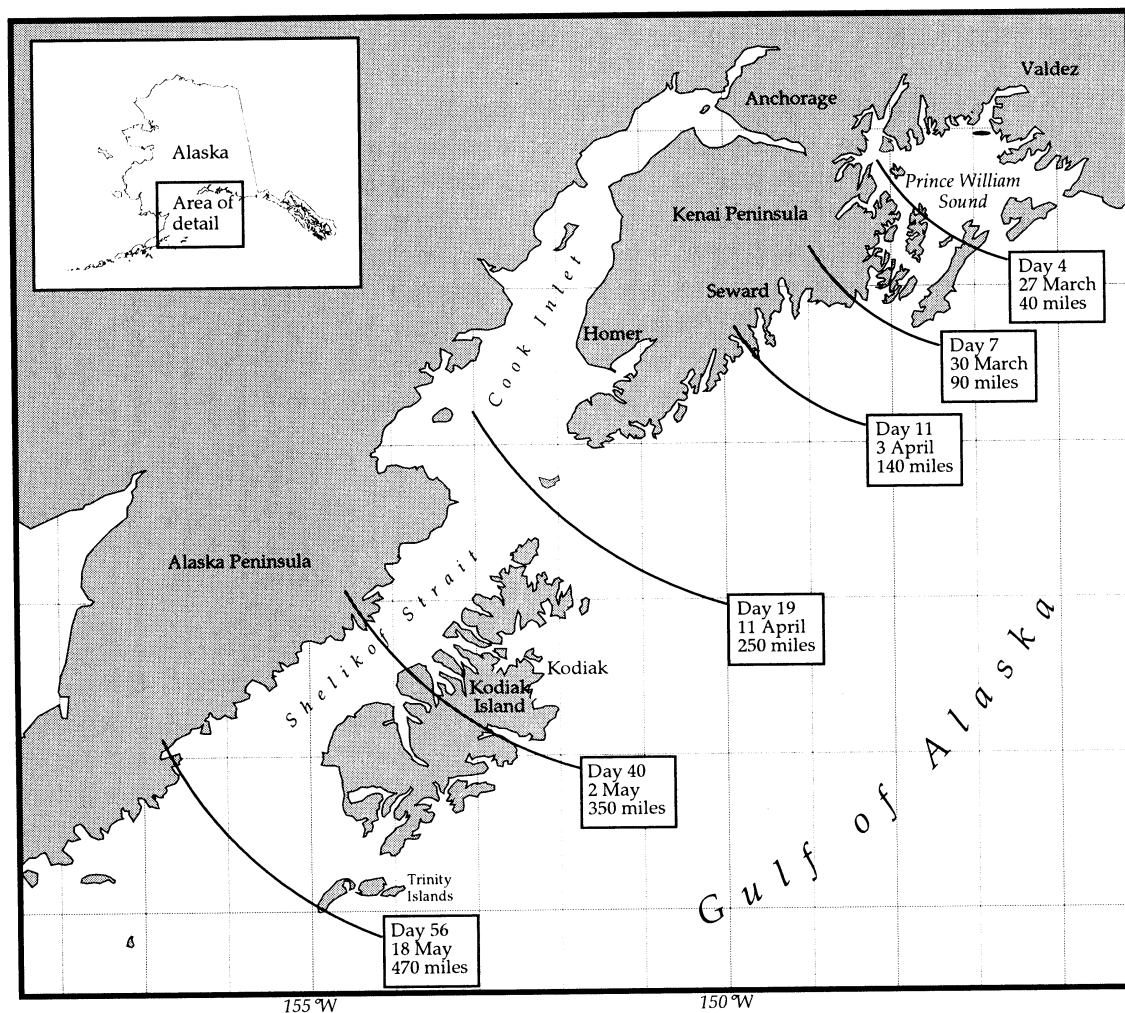 Alaska
Area of
detail
Valdez
Anchorage
Prince William
Sound
Kenai Peninsula
Day 4
27 March
40 miles
Seward
Cook Inlet
Homer
Day 7
30 March
90 miles
Day 11
3 April
140 miles
Alaska Peninsula
Shelikof Strait
Day 19
11 April
250 miles
Kodiak
Kodiak
Island
Gulf of Alaska
Day 40
2 May
350 miles
Trinity
Islands
Day 56
18 May
470 miles
155°W
150°W